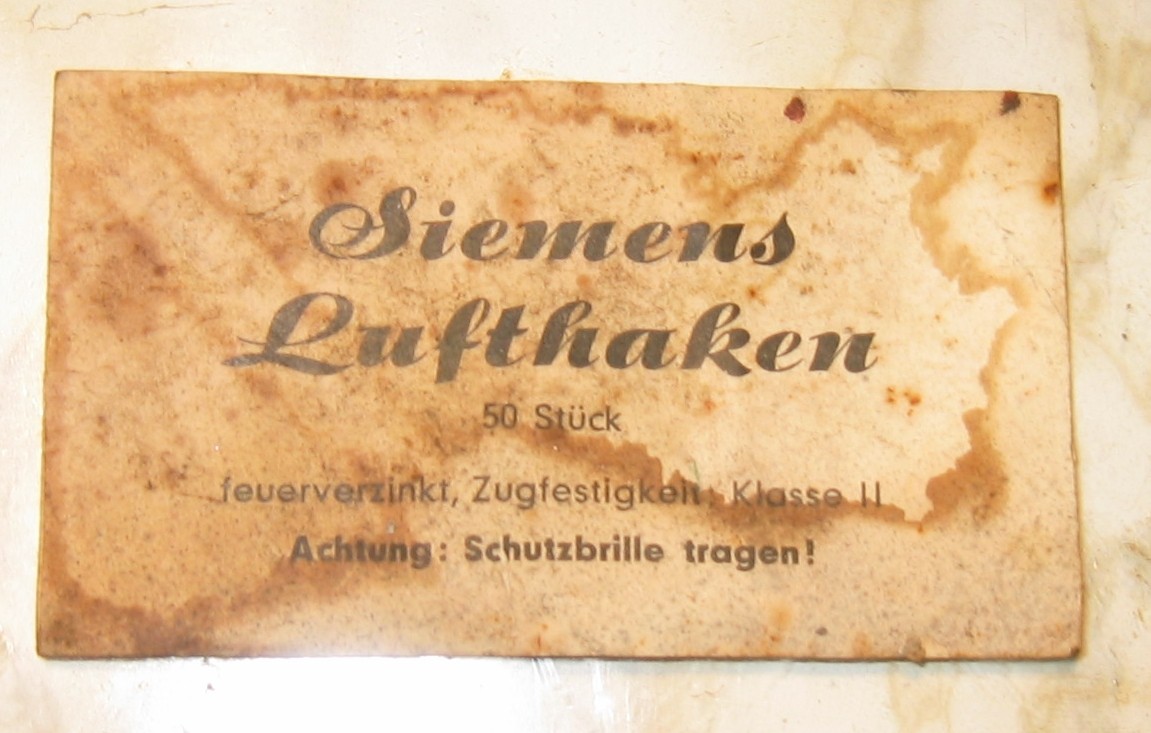 Siemens
Lufthaken
50 Stück
feuerverzinkt, Zugfestigkeit: Klasse II
Achtung: Schutzbrille tragen!